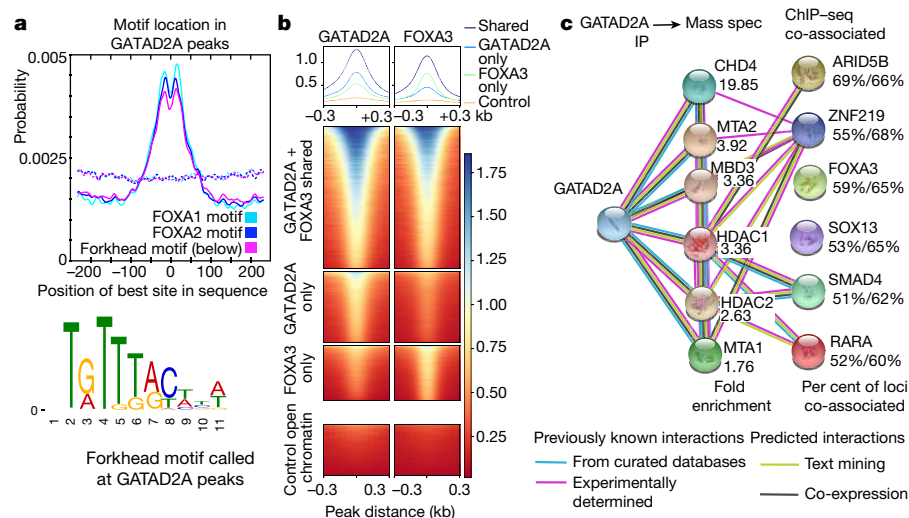 a
Motif location in
GATAD2A peaks
0.005
0.0025
0
Probability
FOXA1 motif
FOXA2 motif
Forkhead motif (below)
–200 –100 0 100 200
Position of best site in sequence
0
TGATTTGTGAGCTTATTA
1 2 3 4 5 6 7 8 9 10 11
Forkhead motif called
at GATAD2A peaks
b
GATAD2A FOXA3
Shared
GATAD2A
only
FOXA3
only
Control
1.0
0.5
–0.3 +0.3 –0.3 +0.3
kb
GATAD2A +
FOXA3 shared
GATAD2A
only
FOXA3
only
Control open
chromatin
1.75
1.50
1.25
1.00
0.75
0.50
0.25
–0.3 0.3 –0.3 0.3
Peak distance (kb)
c
GATAD2A
IP
Mass spec
ChIP–seq
co-associated
GATAD2A
CHD4
19.85
MTA2
3.92
MBD3
3.36
HDAC1
3.36
HDAC2
2.63
MTA1
1.76
Fold
enrichment
ARID5B
69%/66%
ZNF219
55%/68%
FOXA3
59%/65%
SOX13
53%/65%
SMAD4
51%/62%
RARA
52%/60%
Per cent of loci
co-associated
Previously known interactions
From curated databases
Experimentally
determined
Predicted interactions
Text mining
Co-expression